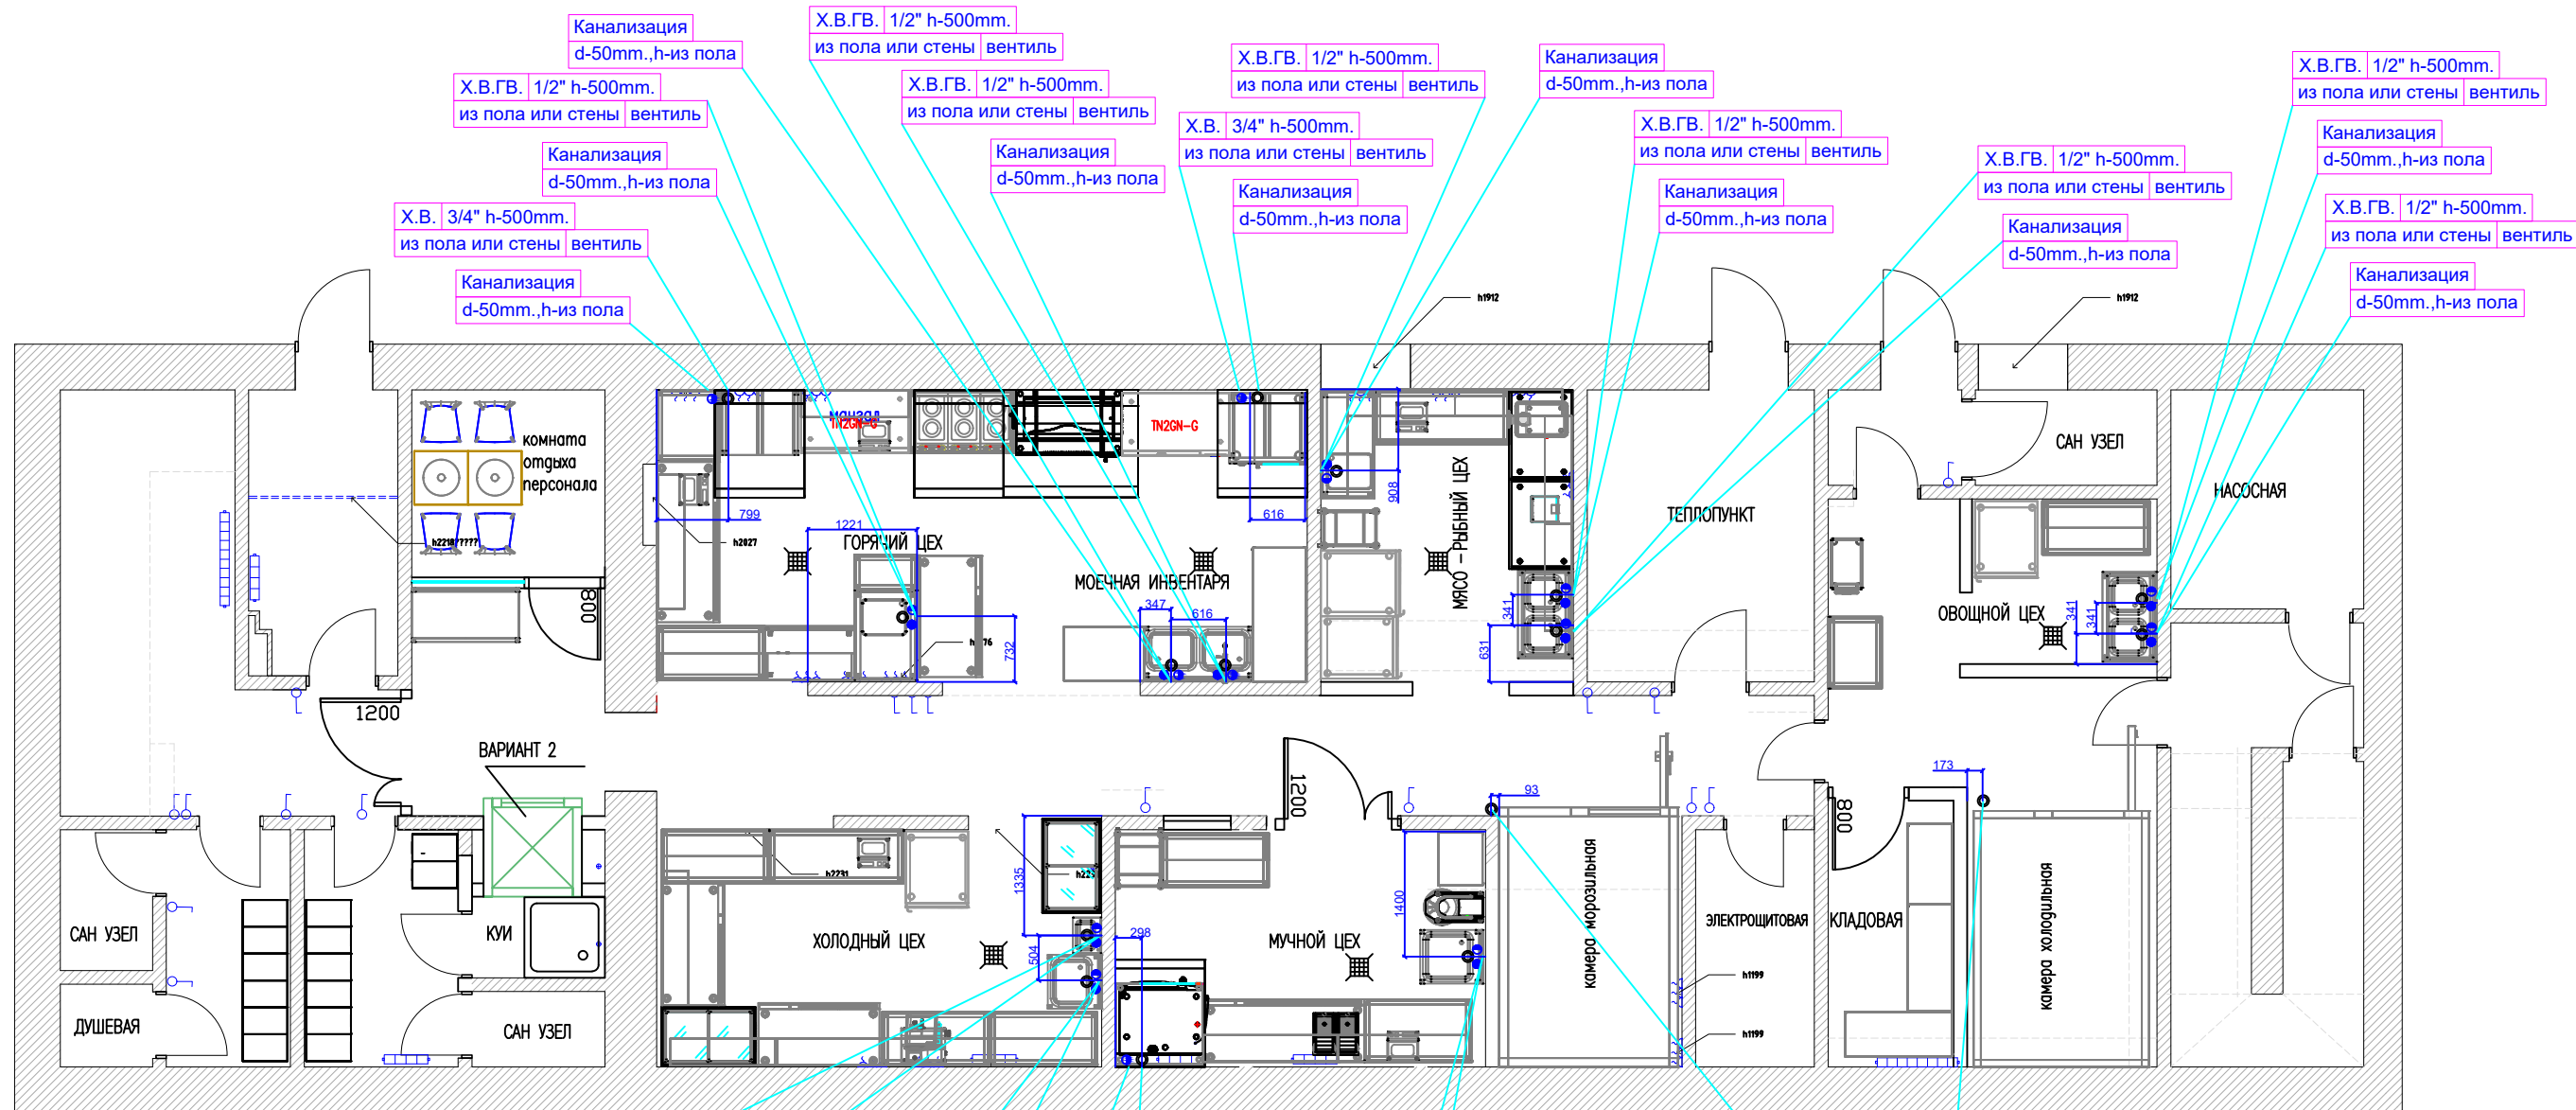 Канализация
d-50mm.,h-из пола
Х.В.ГВ. 1/2" h-500mm.
из пола или стены вентиль
Х.В.ГВ. 1/2" h-500mm.
из пола или стены вентиль
Канализация
d-50mm.,h-из пола
Х.В. 3/4" h-500mm.
из пола или стены вентиль
Канализация
d-50mm.,h-из пола
Х.В.ГВ. 1/2" h-500mm.
из пола или стены вентиль
Канализация
d-50mm.,h-из пола
Х.В.ГВ. 1/2" h-500mm.
из пола или стены вентиль
Х.В. 3/4" h-500mm.
из пола или стены вентиль
Канализация
d-50mm.,h-из пола
Канализация
d-50mm.,h-из пола
Х.В.ГВ. 1/2" h-500mm.
из пола или стены вентиль
Канализация
d-50mm.,h-из пола
Х.В.ГВ. 1/2" h-500mm.
из пола или стены вентиль
Канализация
d-50mm.,h-из пола
Х.В.ГВ. 1/2" h-500mm.
из пола или стены вентиль
Канализация
d-50mm.,h-из пола
Х.В.ГВ. 1/2" h-500mm.
из пола или стены вентиль
Канализация
d-50mm.,h-из пола
h1912
h1912
комната
отдыха
персонала
мангал
TN2GN-G
TN2GN-G
799
1221
616
908
h2027
ГОРЯЧИЙ ЦЕХ
МОЕЧНАЯ ИНВЕНТАРЯ
МЯСО -РЫБНЫЙ ЦЕХ
ТЕПЛОПУНКТ
САН УЗЕЛ
НАСОСНАЯ
ОВОЩНОЙ ЦЕХ
h2218?????
800
347
616
732
341
631
341
341
1200
ВАРИАНТ 2
1200
93
173
800
САН УЗЕЛ
ДУШЕВАЯ
КУИ
САН УЗЕЛ
h2231
1335
504
298
1400
ХОЛОДНЫЙ ЦЕХ
МУЧНОЙ ЦЕХ
камера морозильная
ЭЛЕКТРОЩИТОВАЯ
КЛАДОВАЯ
камера холодильная
h1199
h1199